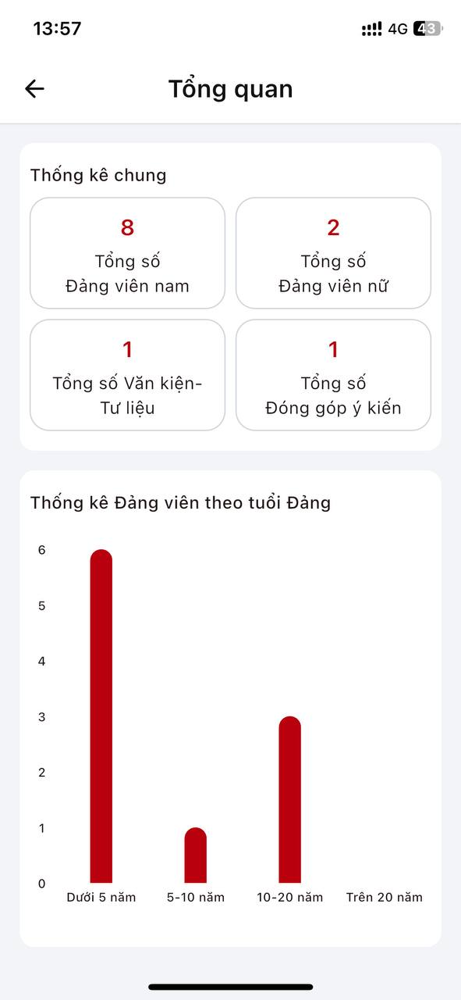 13:57
4G 43
Tổng quan
Thống kê chung
8
Tổng số
Đảng viên nam
2
Tổng số
Đảng viên nữ
1
Tổng số Văn kiện-
Tư liệu
1
Tổng số
Đóng góp ý kiến
Thống kê Đảng viên theo tuổi Đảng
6
5
4
3
2
1
0
Dưới 5 năm
5-10 năm
10-20 năm
Trên 20 năm